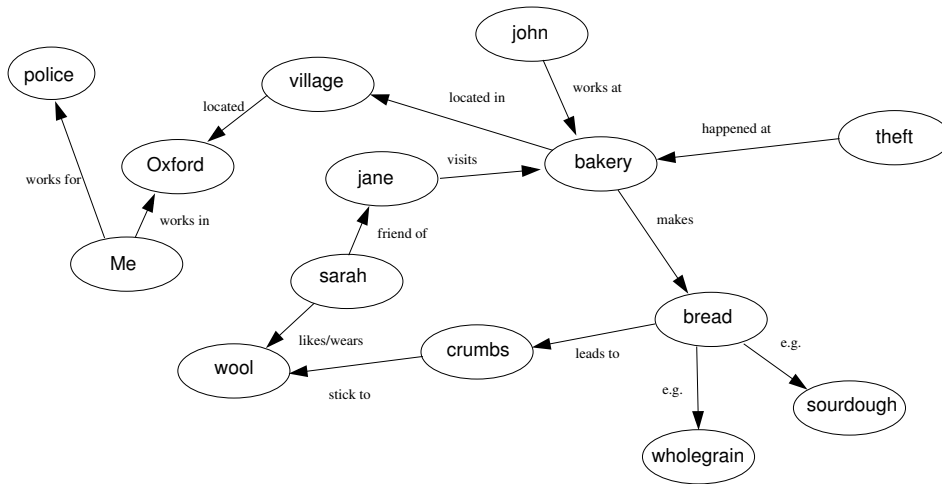 john
police
village
works at
located in
located
happened at
theft
Oxford
visits
bakery
jane
works for
works in
makes
friend of
Me
sarah
bread
likes/wears
crumbs
e.g.
leads to
wool
stick to
e.g.
sourdough
wholegrain